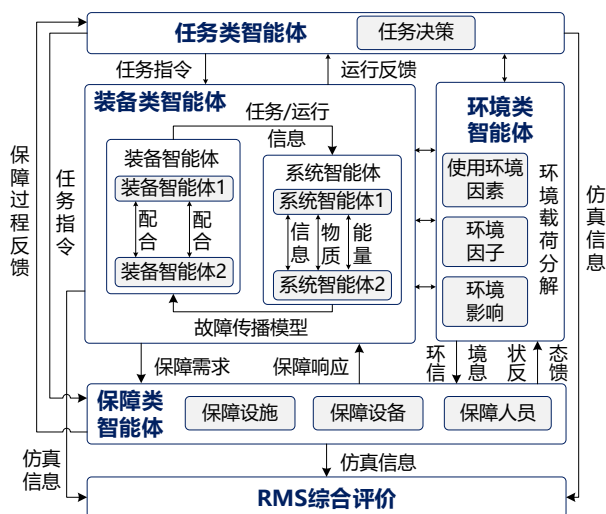 任务类智能体
任务决策
任务指令
运行反馈
装备类智能体
任务/运行
信息
装备智能体
装备智能体1
配合
配合
装备智能体2
系统智能体
系统智能体1
信息
物质
能量
系统智能体2
故障传播模型
环境类
智能体
使用环境
因素
环境
因子
环境
影响
环境载荷分解
保障过程反馈
任务指令
仿真信息
保障需求
保障响应
环境
信息
状态
反馈
保障类
智能体
保障设施
保障设备
保障人员
仿真
信息
仿真信息
RMS综合评价